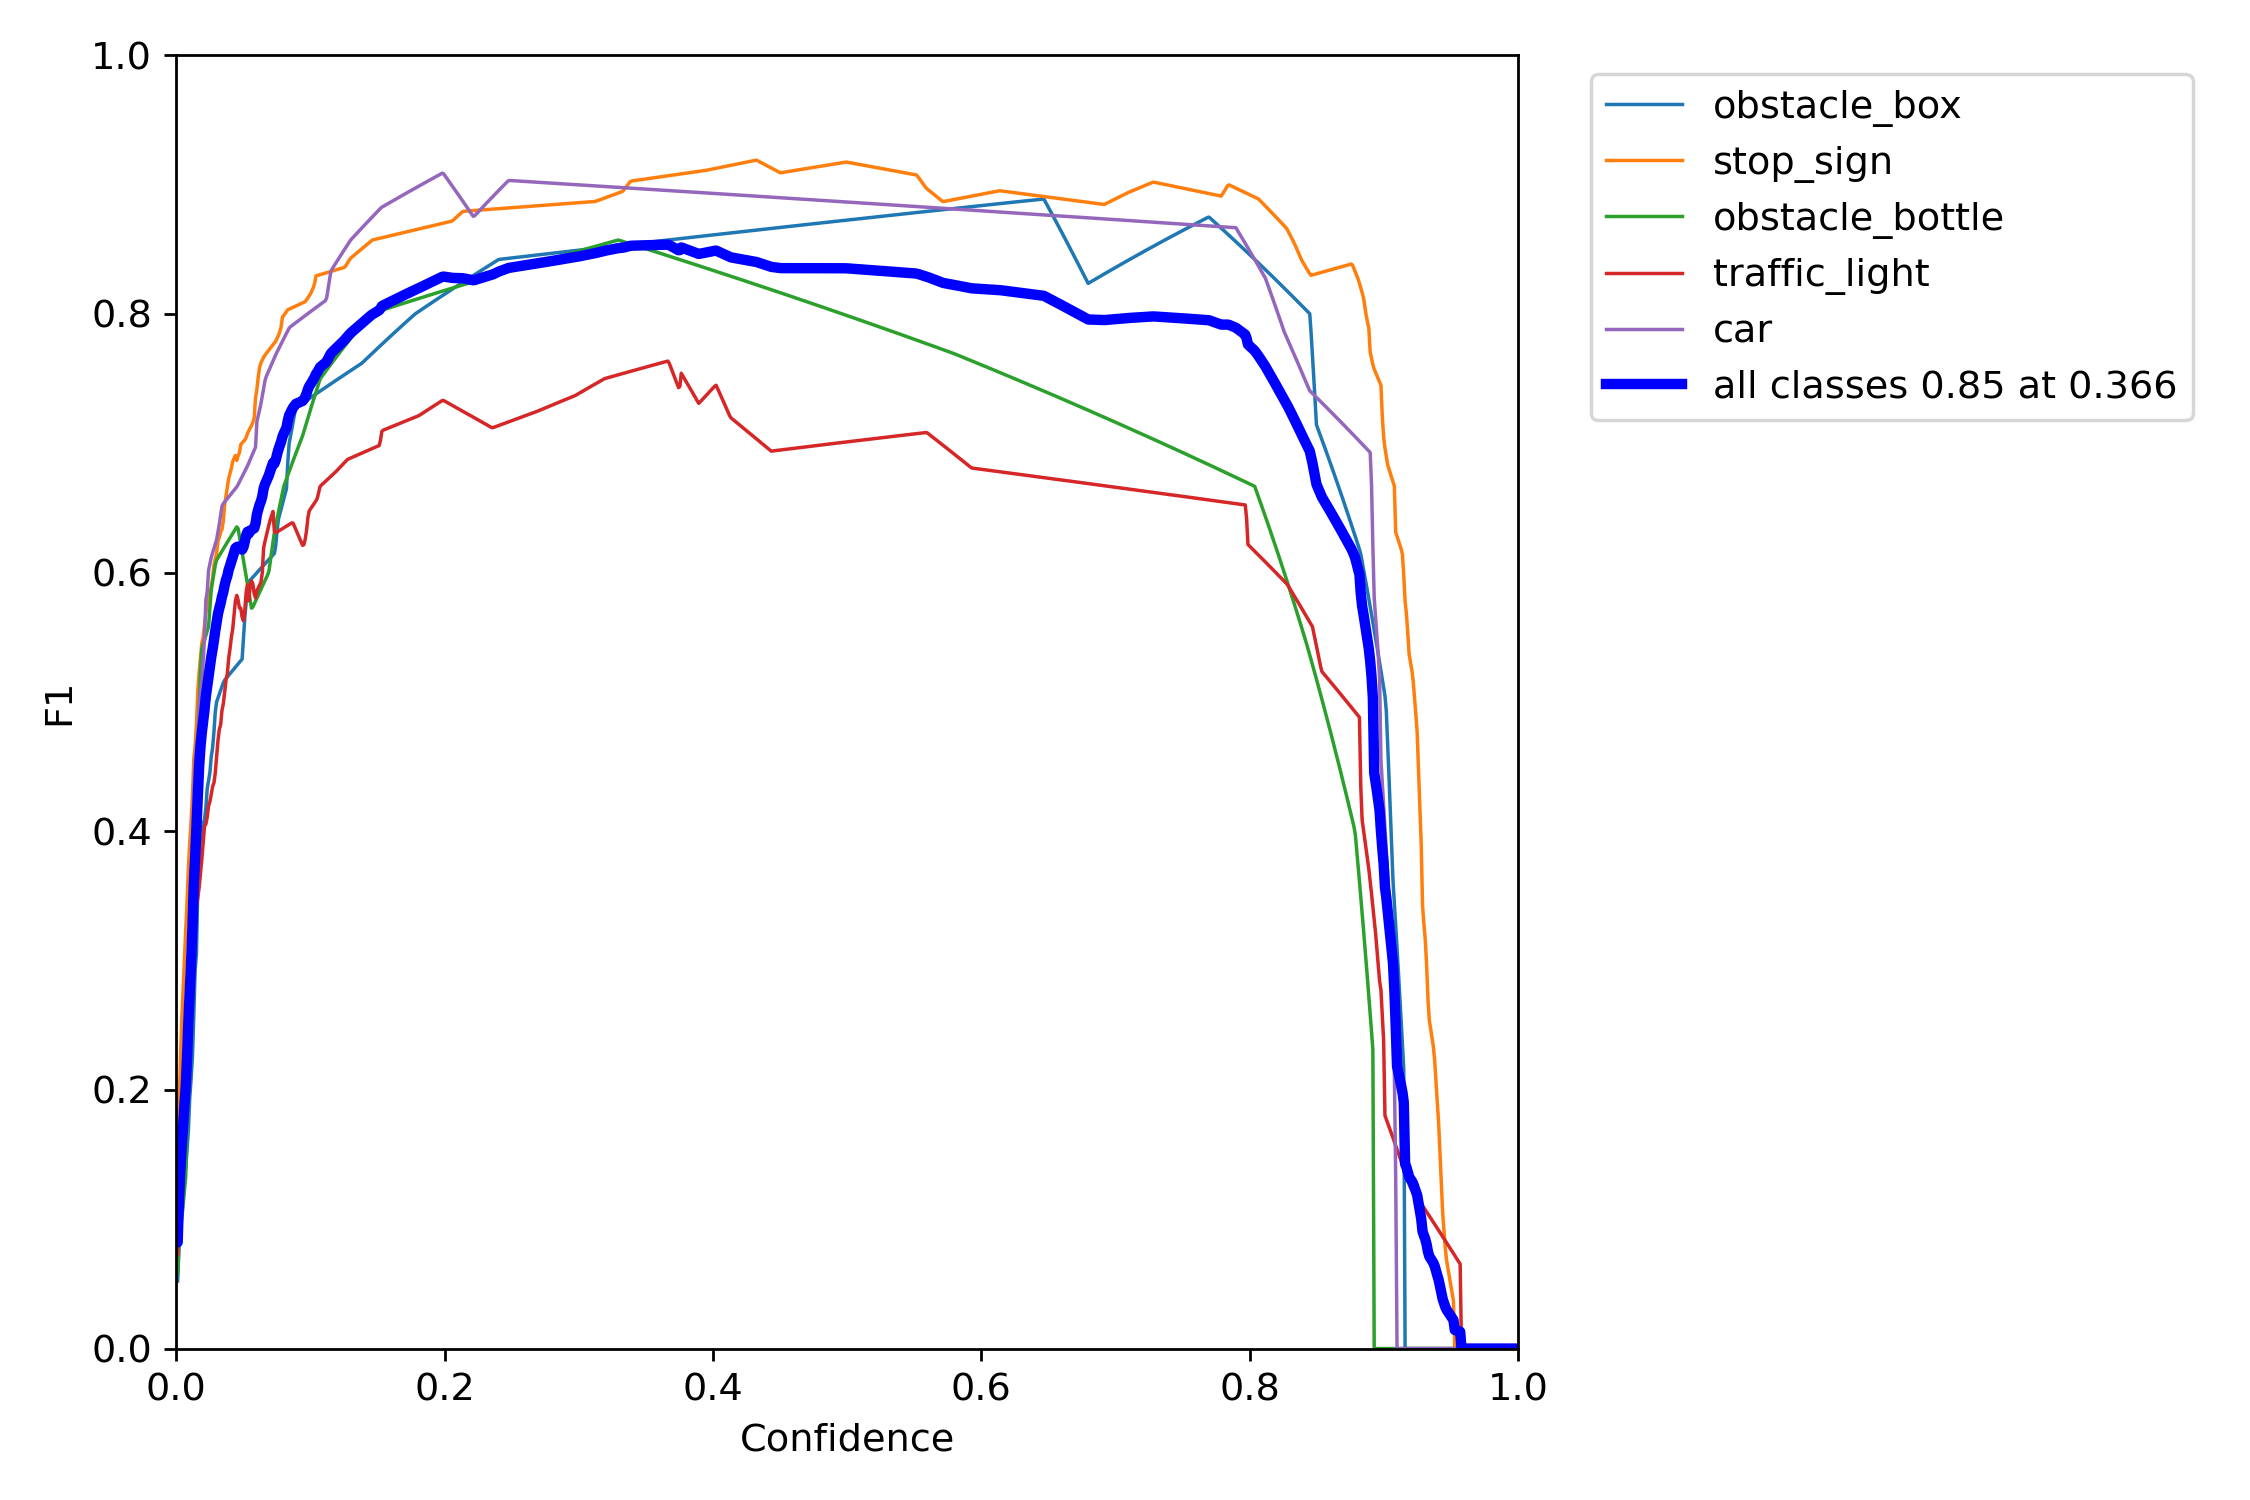 1.0
0.8
0.6
0.4
0.2
0.0
F1
0.0 0.2 0.4 0.6 0.8 1.0
Confidence
obstacle_box
stop_sign
obstacle_bottle
traffic_light
car
all classes 0.85 at 0.366